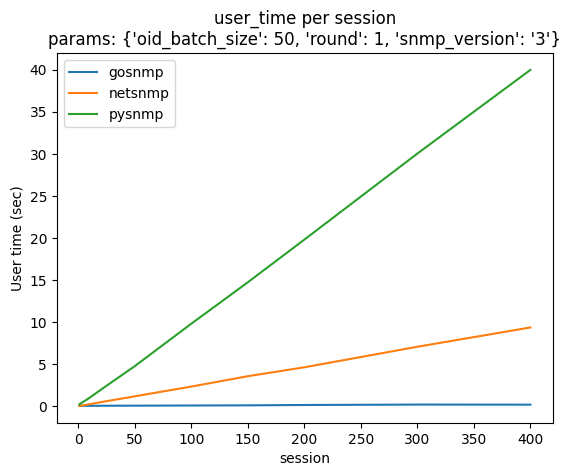 user_time per session
params: {'oid_batch_size': 50, 'round': 1, 'snmp_version': '3'}
gosnmp
netsnmp
pysnmp
40
35
30
25
20
15
10
5
0
User time (sec)
0 50 100 150 200 250 300 350 400
session